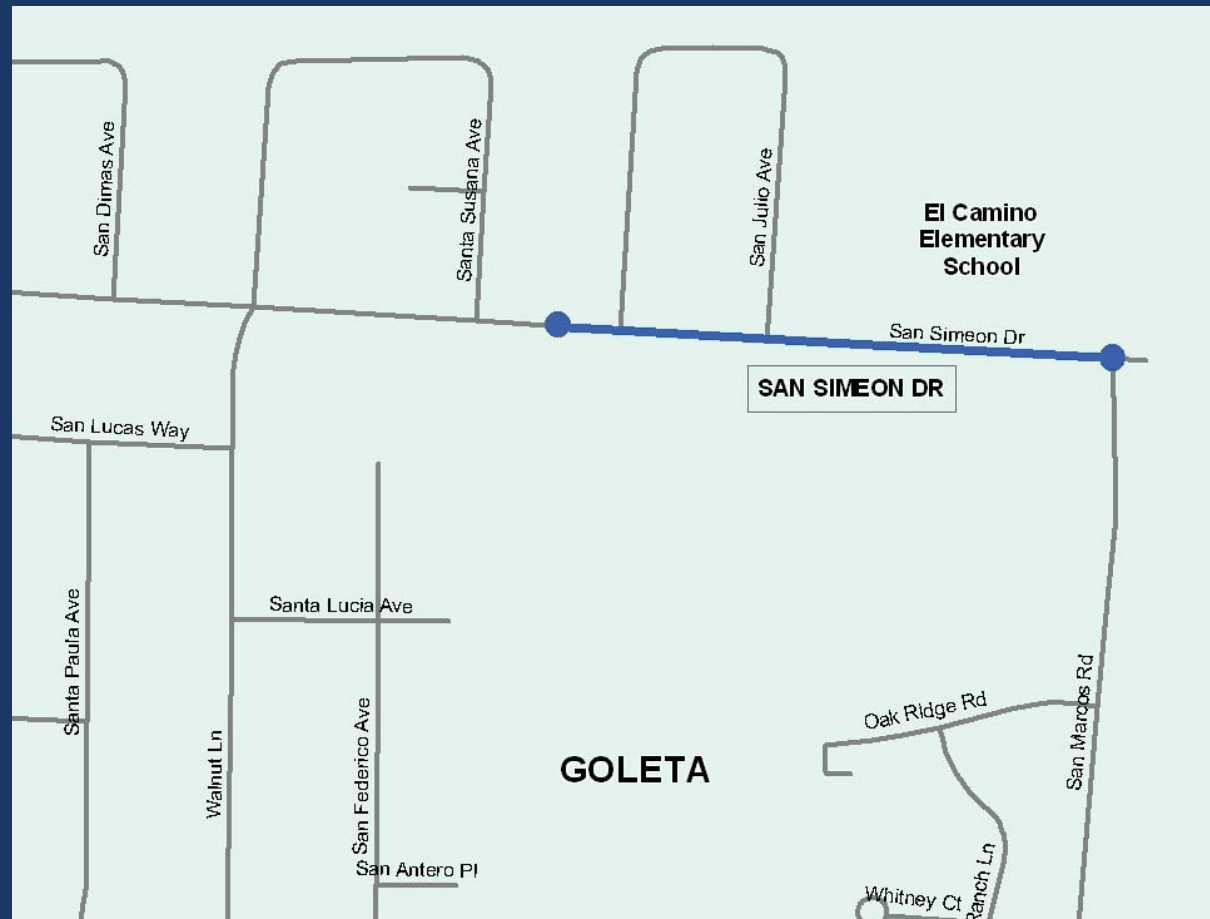 San Dimas Ave
Santa Susana Ave
San Julio Ave
El Camino
Elementary
School
San Simeon Dr
SAN SIMEON DR
San Lucas Way
Santa Lucia Ave
Santa Paula Ave
Walnut Ln
San Federico Ave
GOLETA
Oak Ridge Rd
San Marcos Rd
San Antero Pl
Whitney Ct
Ranch Ln